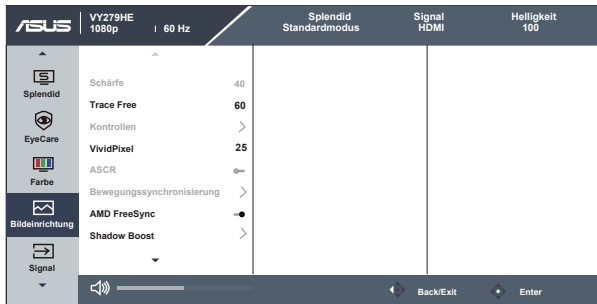 ASUS
VY279HE
1080p | 60 Hz
Splendid
Standardmodus
Signal
HDMI
Helligkeit
100
Splendid
EyeCare
Farbe
Bildeinrichtung
Signal
Schärfe 40
Trace Free 60
Kontrollen
VividPixel 25
ASCR
Bewegungssynchronisierung
AMD FreeSync
Shadow Boost
Back/Exit
Enter